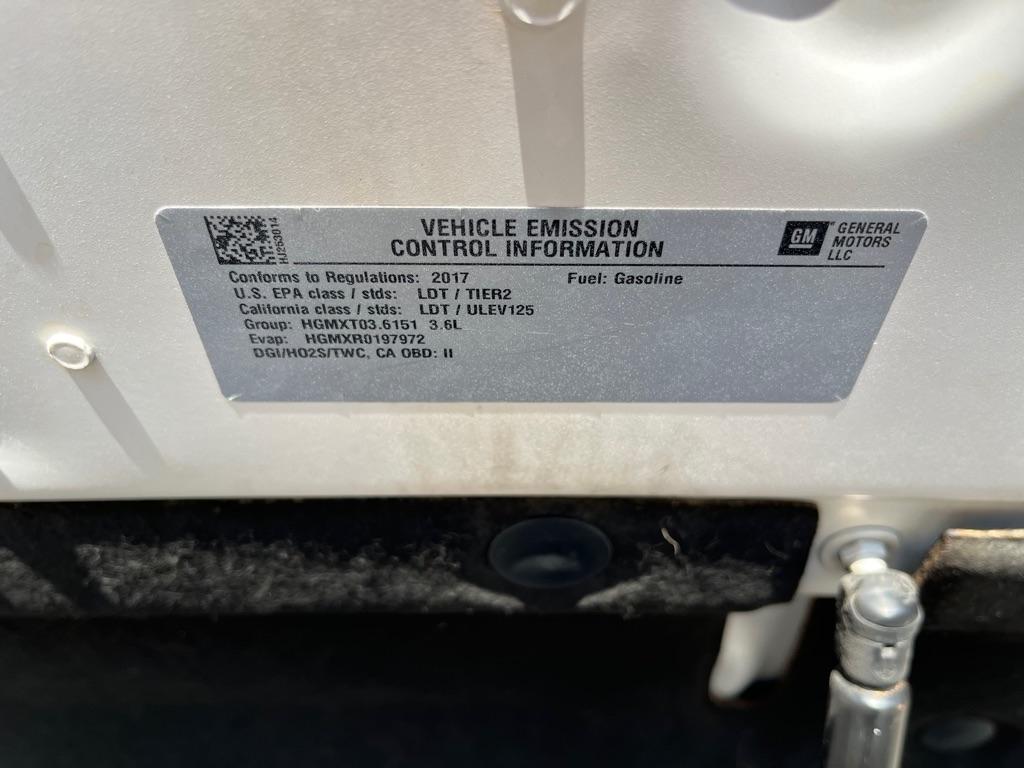 VEHICLE EMISSION
CONTROL INFORMATION
GM
GENERAL
MOTORS
LLC
HJ253014
Conforms to Regulations: 2017 Fuel: Gasoline
U.S. EPA class / stds: LDT / TIER2
California class / stds: LDT / ULEV125
Group: HGMXT03.6151 3.6L
Evap: HGMXR0197972
DGI/HO2S/TWC, CA OBD: II